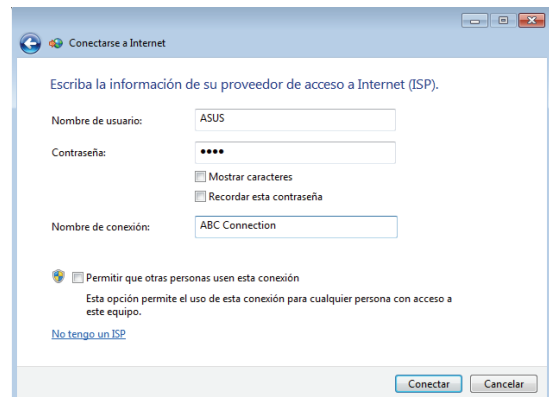 Conectarse a Internet
Escriba la información de su proveedor de acceso a Internet (ISP).
Nombre de usuario: ASUS
Contraseña: ••••
Mostrar caracteres
Recordar esta contraseña
Nombre de conexión: ABC Connection
Permitir que otras personas usen esta conexión
Esta opción permite el uso de esta conexión para cualquier persona con acceso a
este equipo.
No tengo un ISP
Conectar Cancelar